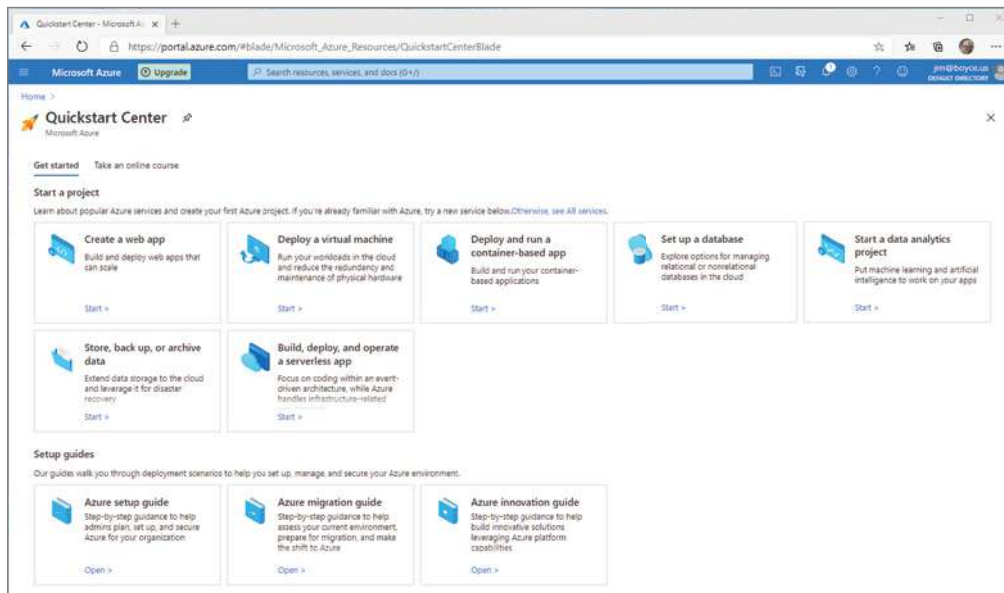 Quickstart Center - Microsoft A
https://portal.azure.com/#blade/Microsoft_Azure_Resources/QuickstartCenterBlade
Microsoft Azure
Upgrade
Search resources, services, and docs (G+/)
1
jim@boyce.us
DEFAULT DIRECTORY
Home >
Quickstart Center
Microsoft Azure
Get started
Take an online course
Start a project
Learn about popular Azure services and create your first Azure project. If you're already familiar with Azure, try a new service below.Otherwise, see All services.
Create a web app
Build and deploy web apps that
can scale
Start >
Deploy a virtual machine
Run your workloads in the cloud
and reduce the redundancy and
maintenance of physical hardware
Start >
Deploy and run a
container-based app
Build and run your container-
based applications
Start >
Set up a database
Explore options for managing
relational or nonrelational
databases in the cloud
Start >
Start a data analytics
project
Put machine learning and artificial
intelligence to work on your apps
Start >
Store, back up, or archive
data
Extend data storage to the cloud
and leverage it for disaster
recovery
Start >
Build, deploy, and operate
a serverless app
Focus on coding within an event-
driven architecture, while Azure
handles infrastructure-related
Start >
Setup guides
Our guides walk you through deployment scenarios to help you set up, manage, and secure your Azure environment.
Azure setup guide
Step-by-step guidance to help
admins plan, set up, and secure
Azure for your organization
Open >
Azure migration guide
Step-by-step guidance to help
assess your current environment,
prepare for migration, and make
the shift to Azure
Open >
Azure innovation guide
Step-by-step guidance to help
build innovative solutions
leveraging Azure platform
capabilities
Open >